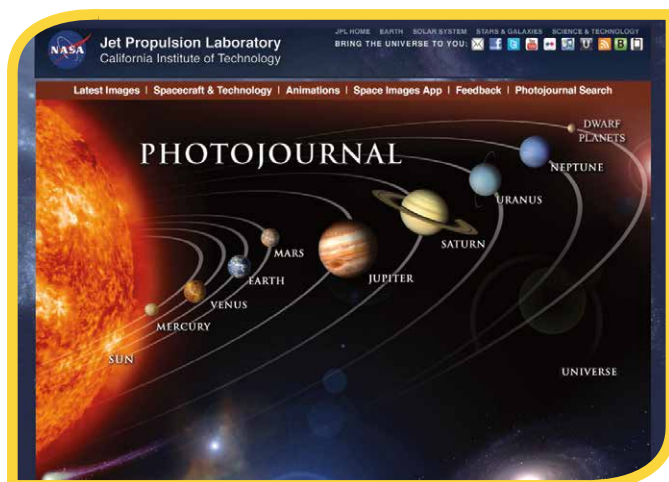 JPL HOME EARTH SOLAR SYSTEM STARS & GALAXIES SCIENCE & TECHNOLOGY
NASA
Jet Propulsion Laboratory
California Institute of Technology
BRING THE UNIVERSE TO YOU:
Latest Images | Spacecraft & Technology | Animations | Space Images App | Feedback | Photojournal Search
PHOTOJOURNAL
DWARF
PLANETS
NEPTUNE
URANUS
SATURN
JUPITER
MARS
EARTH
VENUS
MERCURY
SUN
UNIVERSE